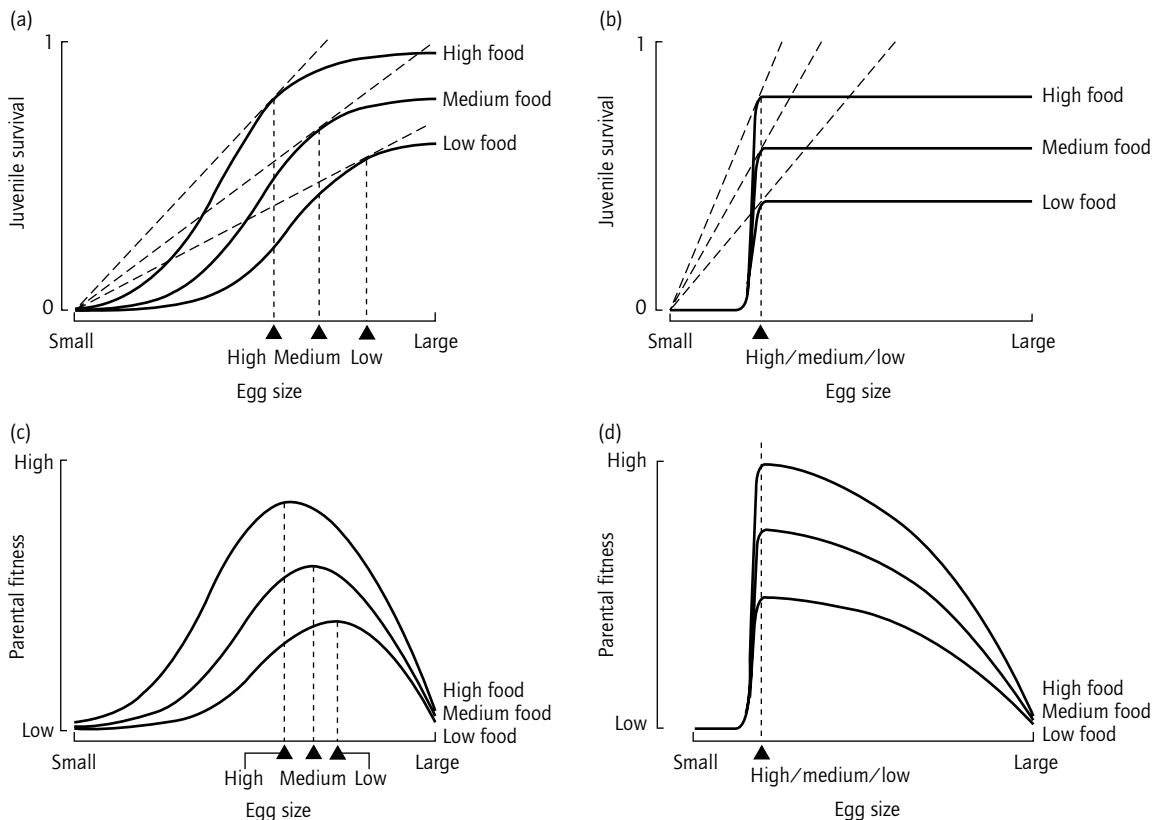 (a)
1
Juvenile survival
0
High food
Medium food
Low food
Small
Large
High Medium Low
Egg size
(b)
1
Juvenile survival
0
High food
Medium food
Low food
Small
Large
High/medium/low
Egg size
(c)
High
Parental fitness
Low
High food
Medium food
Low food
Small
Large
High Medium Low
Egg size
(d)
High
Parental fitness
Low
High food
Medium food
Low food
Small
Large
High/medium/low
Egg size